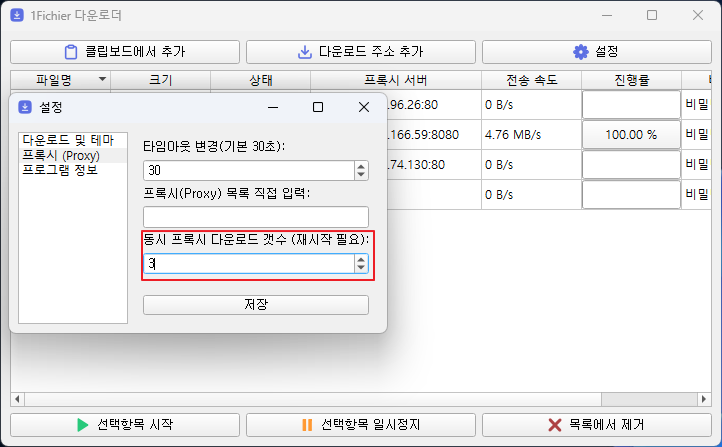 1Fichier 다운로더
클립보드에서 추가
다운로드 주소 추가
설정
파일명 크기 상태 프록시 서버 전송 속도 진행률
.96.26:80 0 B/s 비밀
.166.59:8080 4.76 MB/s 100.00 % 비밀
.74.130:80 0 B/s 비밀
0 B/s 비밀
설정
다운로드 및 테마
프록시 (Proxy)
프로그램 정보
타임아웃 변경(기본 30초):
30
프록시(Proxy) 목록 직접 입력:
동시 프록시 다운로드 갯수 (재시작 필요):
3
저장
선택항목 시작
선택항목 일시정지
목록에서 제거